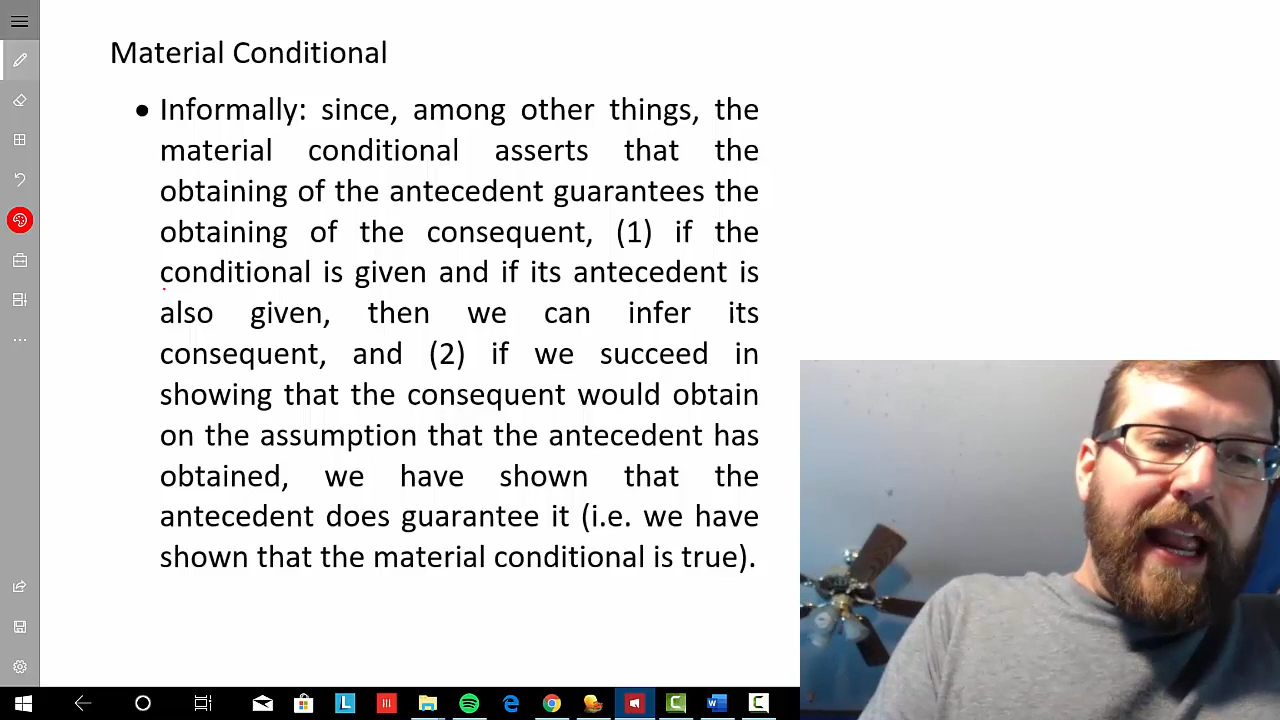 Material Conditional
● Informally: since, among other things, the
material conditional asserts that the
obtaining of the antecedent guarantees the
obtaining of the consequent, (1) if the
conditional is given and if its antecedent is
also given, then we can infer its
consequent, and (2) if we succeed in
showing that the consequent would obtain
on the assumption that the antecedent has
obtained, we have shown that the
antecedent does guarantee it (i.e. we have
shown that the material conditional is true).